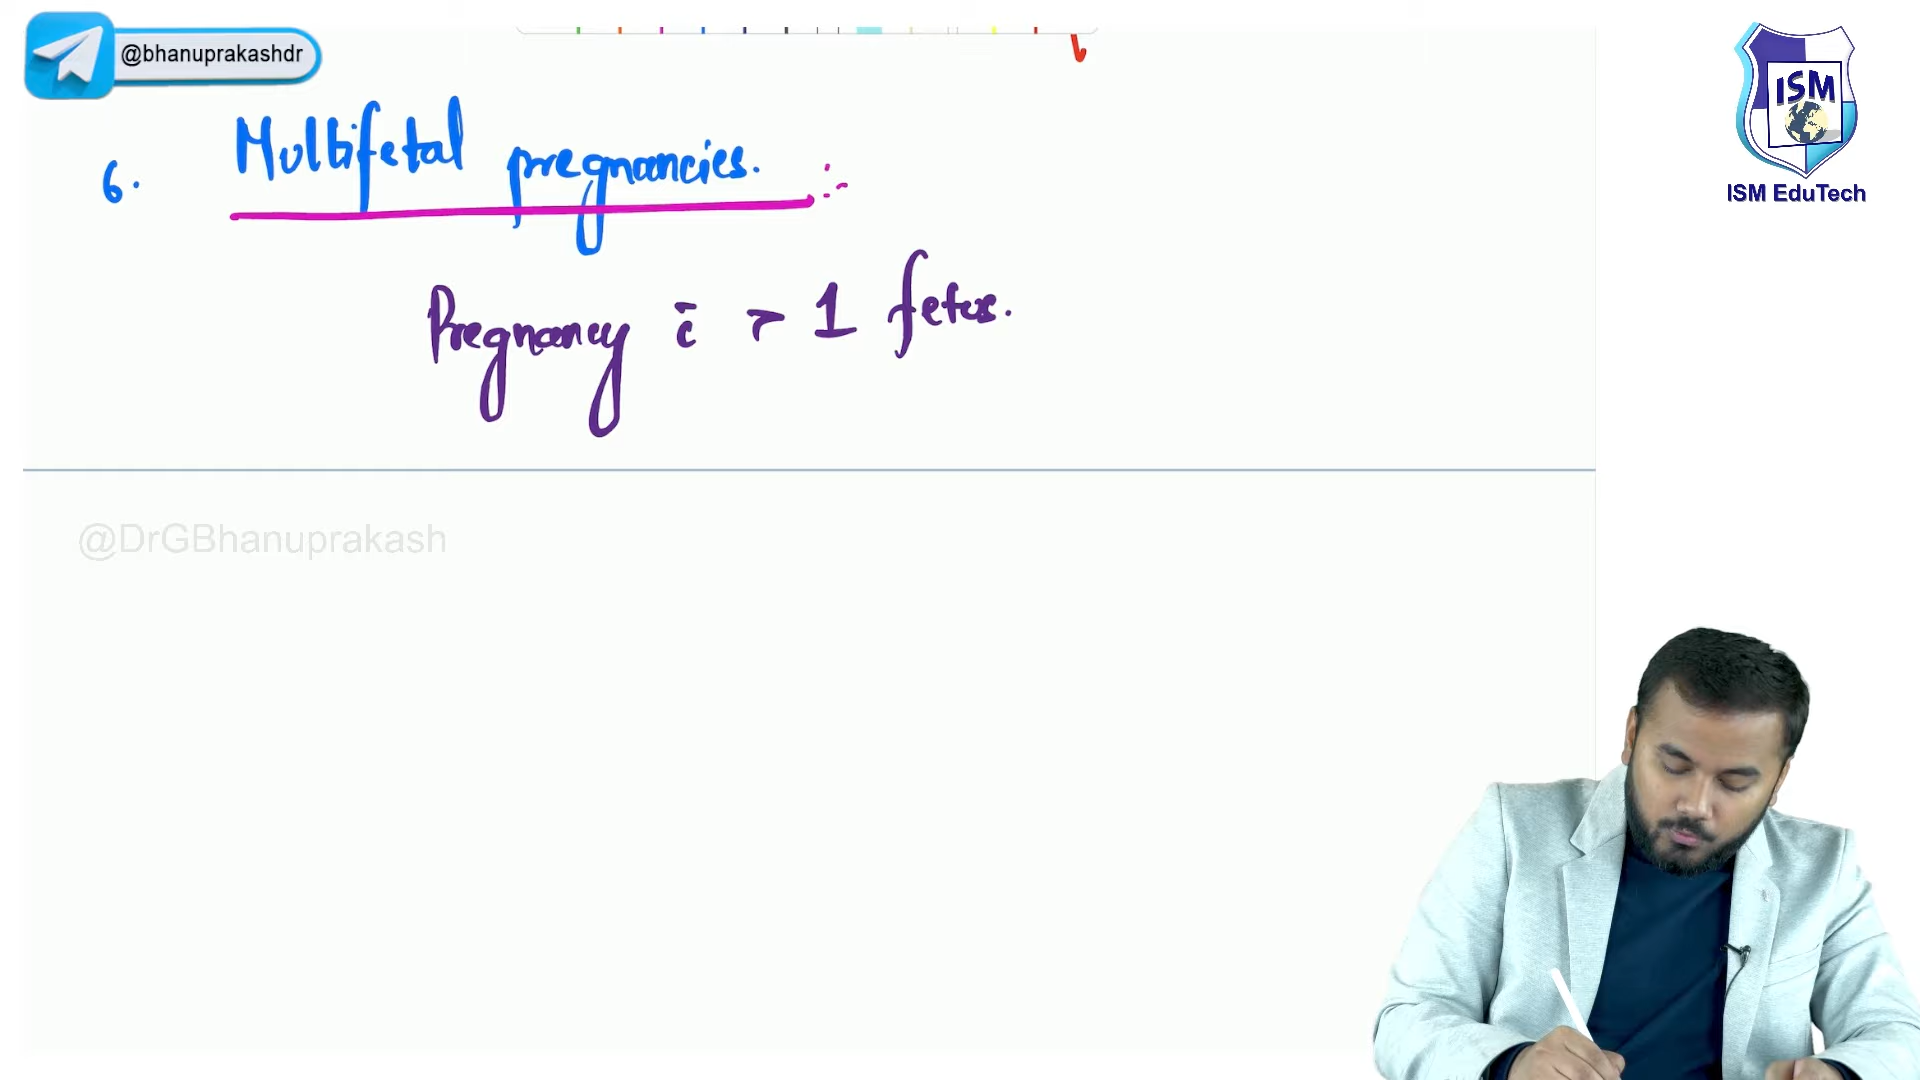 @bhanuprakashdr
ISM
ISM EduTech
6. Multifetal pregnancies.
Pregnancy c̄ > 1 fetus.
@DrGBhanuprakash